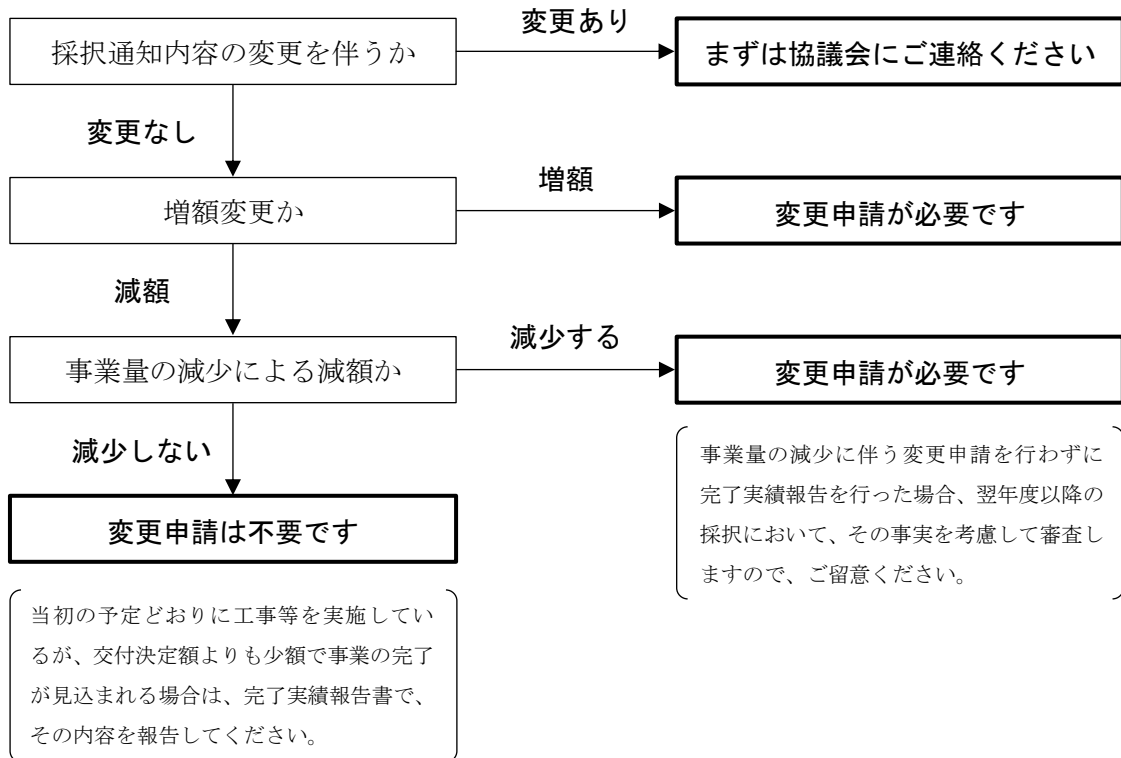 採択通知内容の変更を伴うか
変更あり
まずは協議会にご連絡ください
変更なし
増額変更か
増額
変更申請が必要です
減額
事業量の減少による減額か
減少する
変更申請が必要です
減少しない
事業量の減少に伴う変更申請を行わずに
完了実績報告を行った場合、翌年度以降の
採択において、その事実を考慮して審査し
ますので、ご留意ください。
変更申請は不要です
当初の予定どおりに工事等を実施してい
るが、交付決定額よりも少額で事業の完了
が見込まれる場合は、完了実績報告書で、
その内容を報告してください。